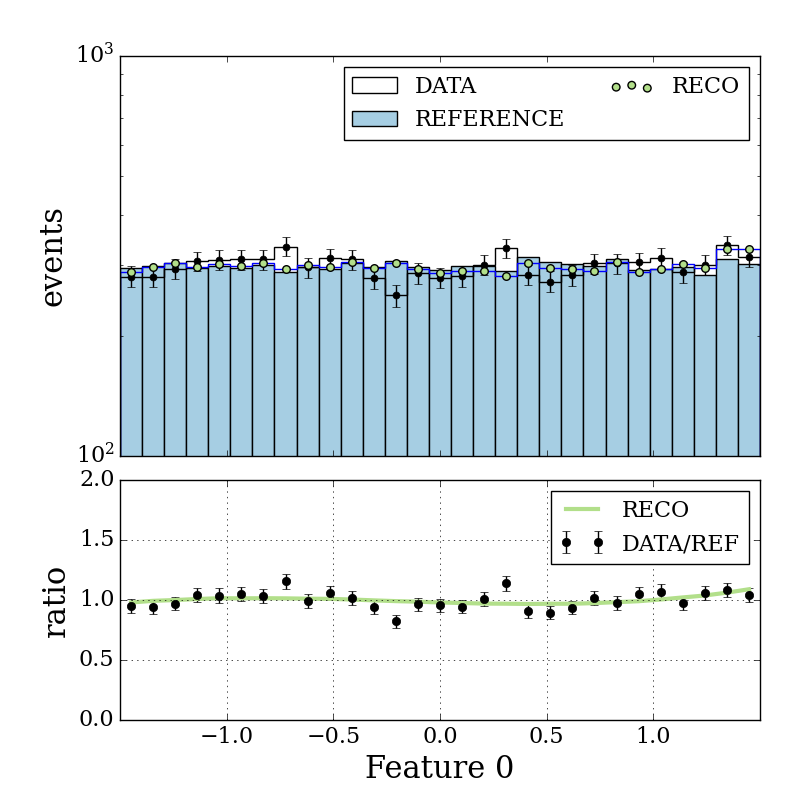 10³
DATA RECO
REFERENCE
events
10²
2.0
RECO
1.5
DATA/REF
ratio
1.0
0.5
0.0
−1.0 −0.5 0.0 0.5 1.0
Feature 0